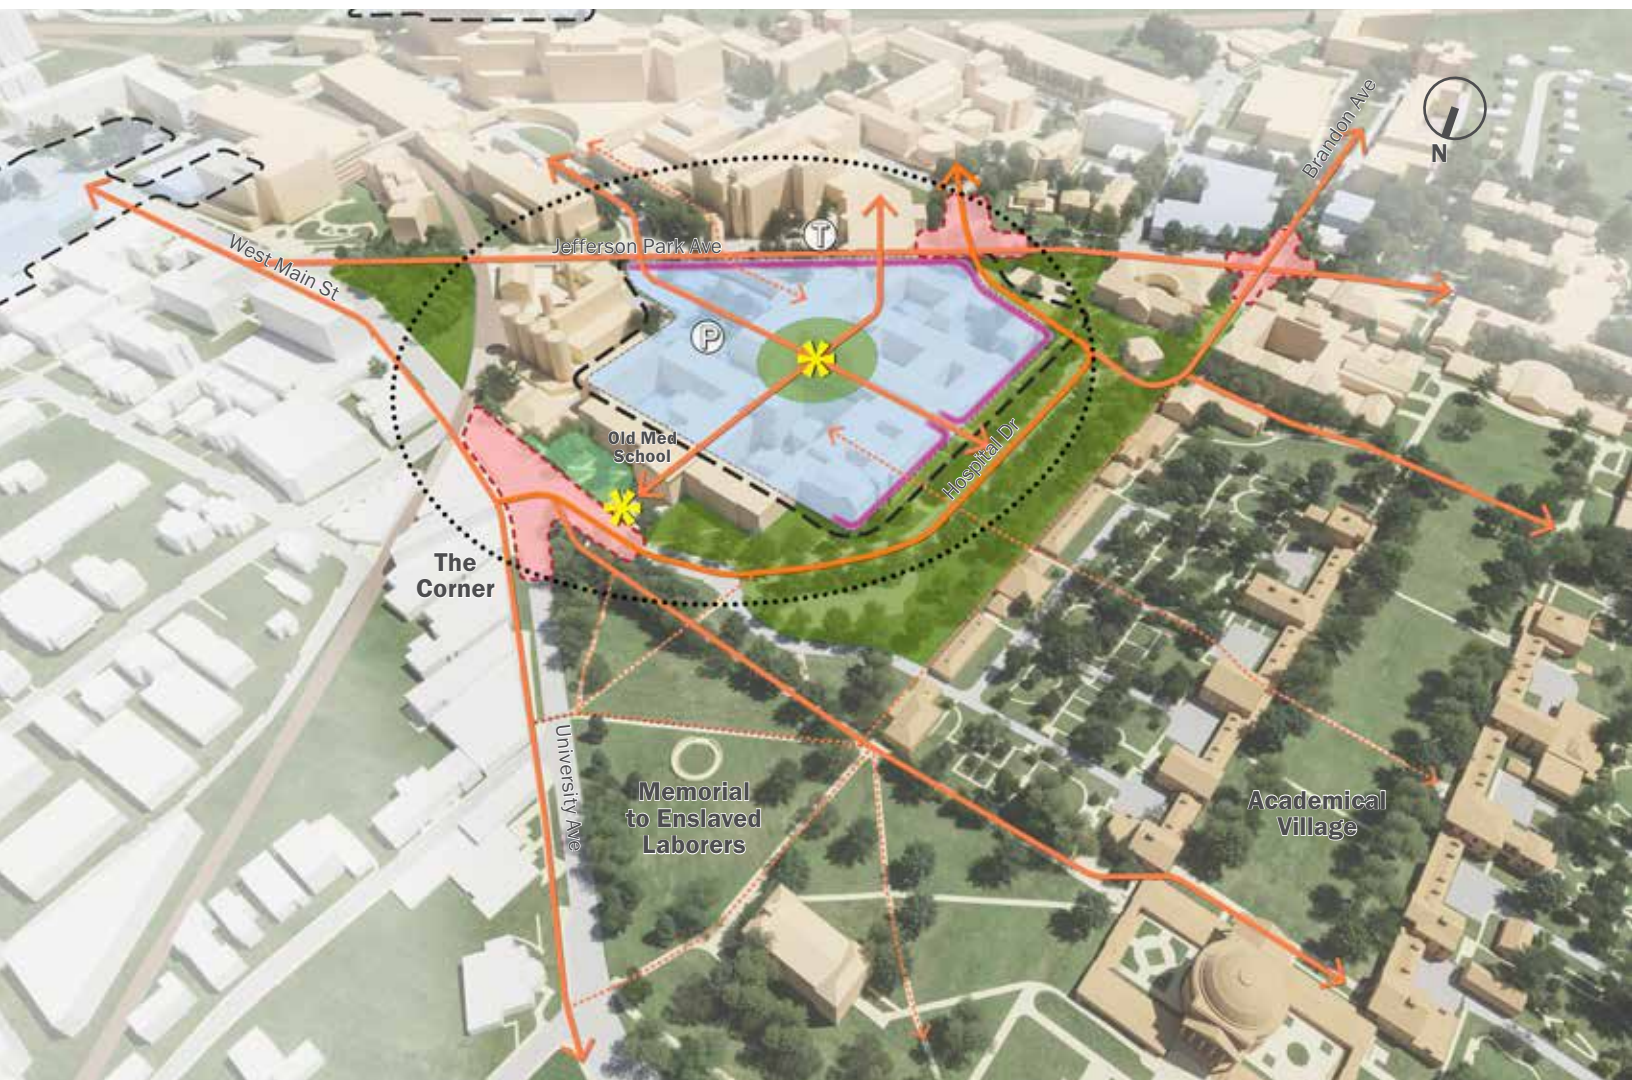 Brandon Ave
N
West Main St
Jefferson Park Ave
T
P
Old Med
School
Hospital Dr
The
Corner
University Ave
Memorial
to Enslaved
Laborers
Academical
Village